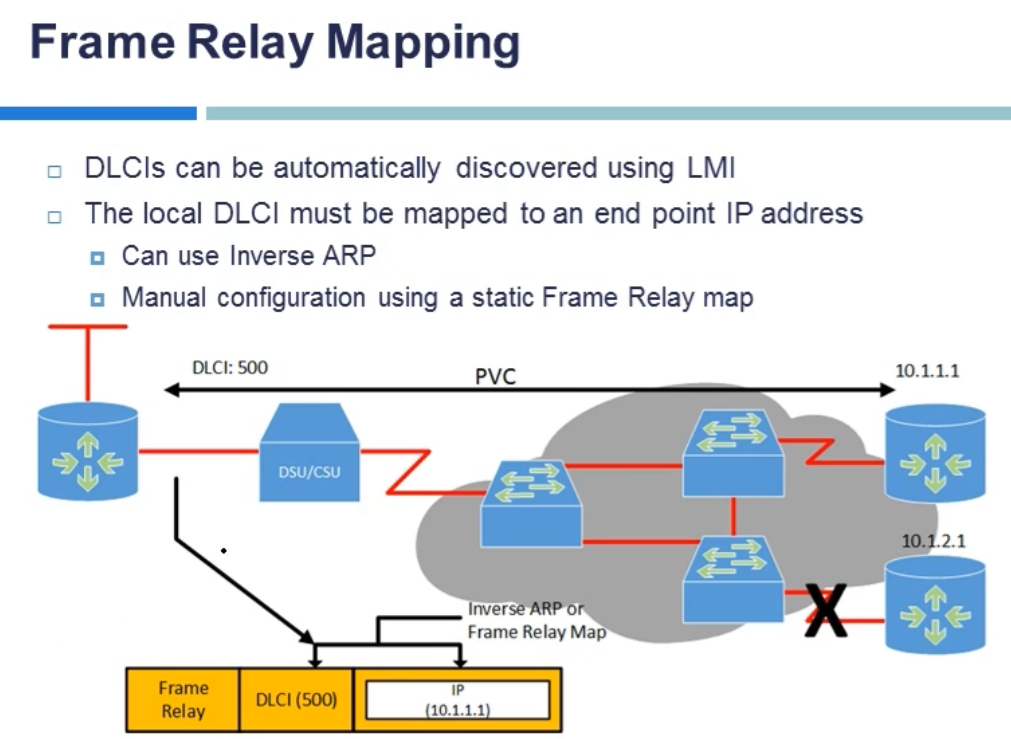 Frame Relay Mapping
DLCIs can be automatically discovered using LMI
The local DLCI must be mapped to an end point IP address
Can use Inverse ARP
Manual configuration using a static Frame Relay map
DLCI: 500
PVC
10.1.1.1
DSU/CSU
10.1.2.1
X
Inverse ARP or
Frame Relay Map
Frame
Relay
DLCI (500)
IP
(10.1.1.1)